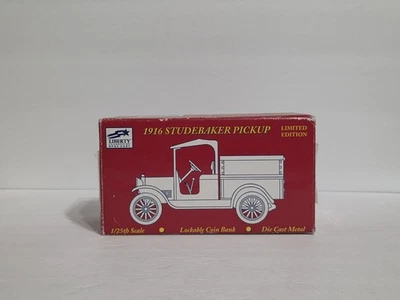 1916 STUDEBAKER PICKUP
LIMITED
EDITION
LIBERTY
1/25th Scale • Lockable Coin Bank • Die Cast Metal